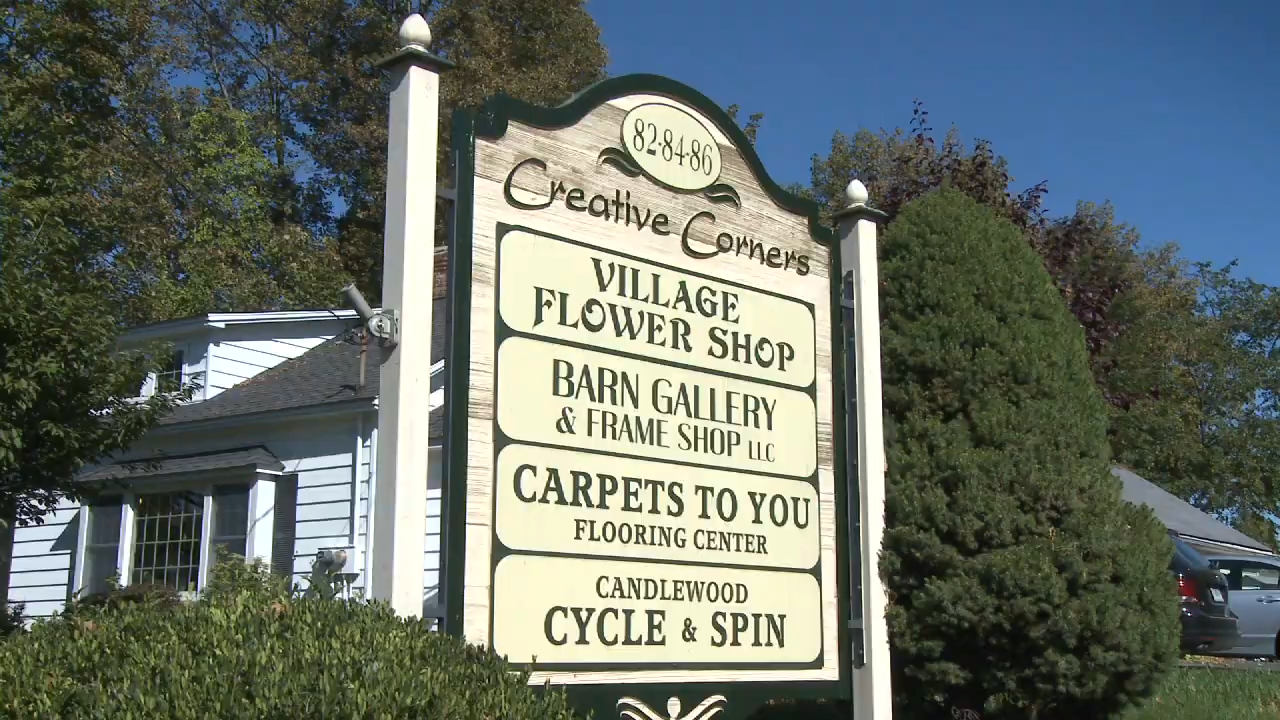 82·84·86
Creative Corners
VILLAGE
FLOWER SHOP
BARN GALLERY
& FRAME SHOP LLC
CARPETS TO YOU
FLOORING CENTER
CANDLEWOOD
CYCLE & SPIN